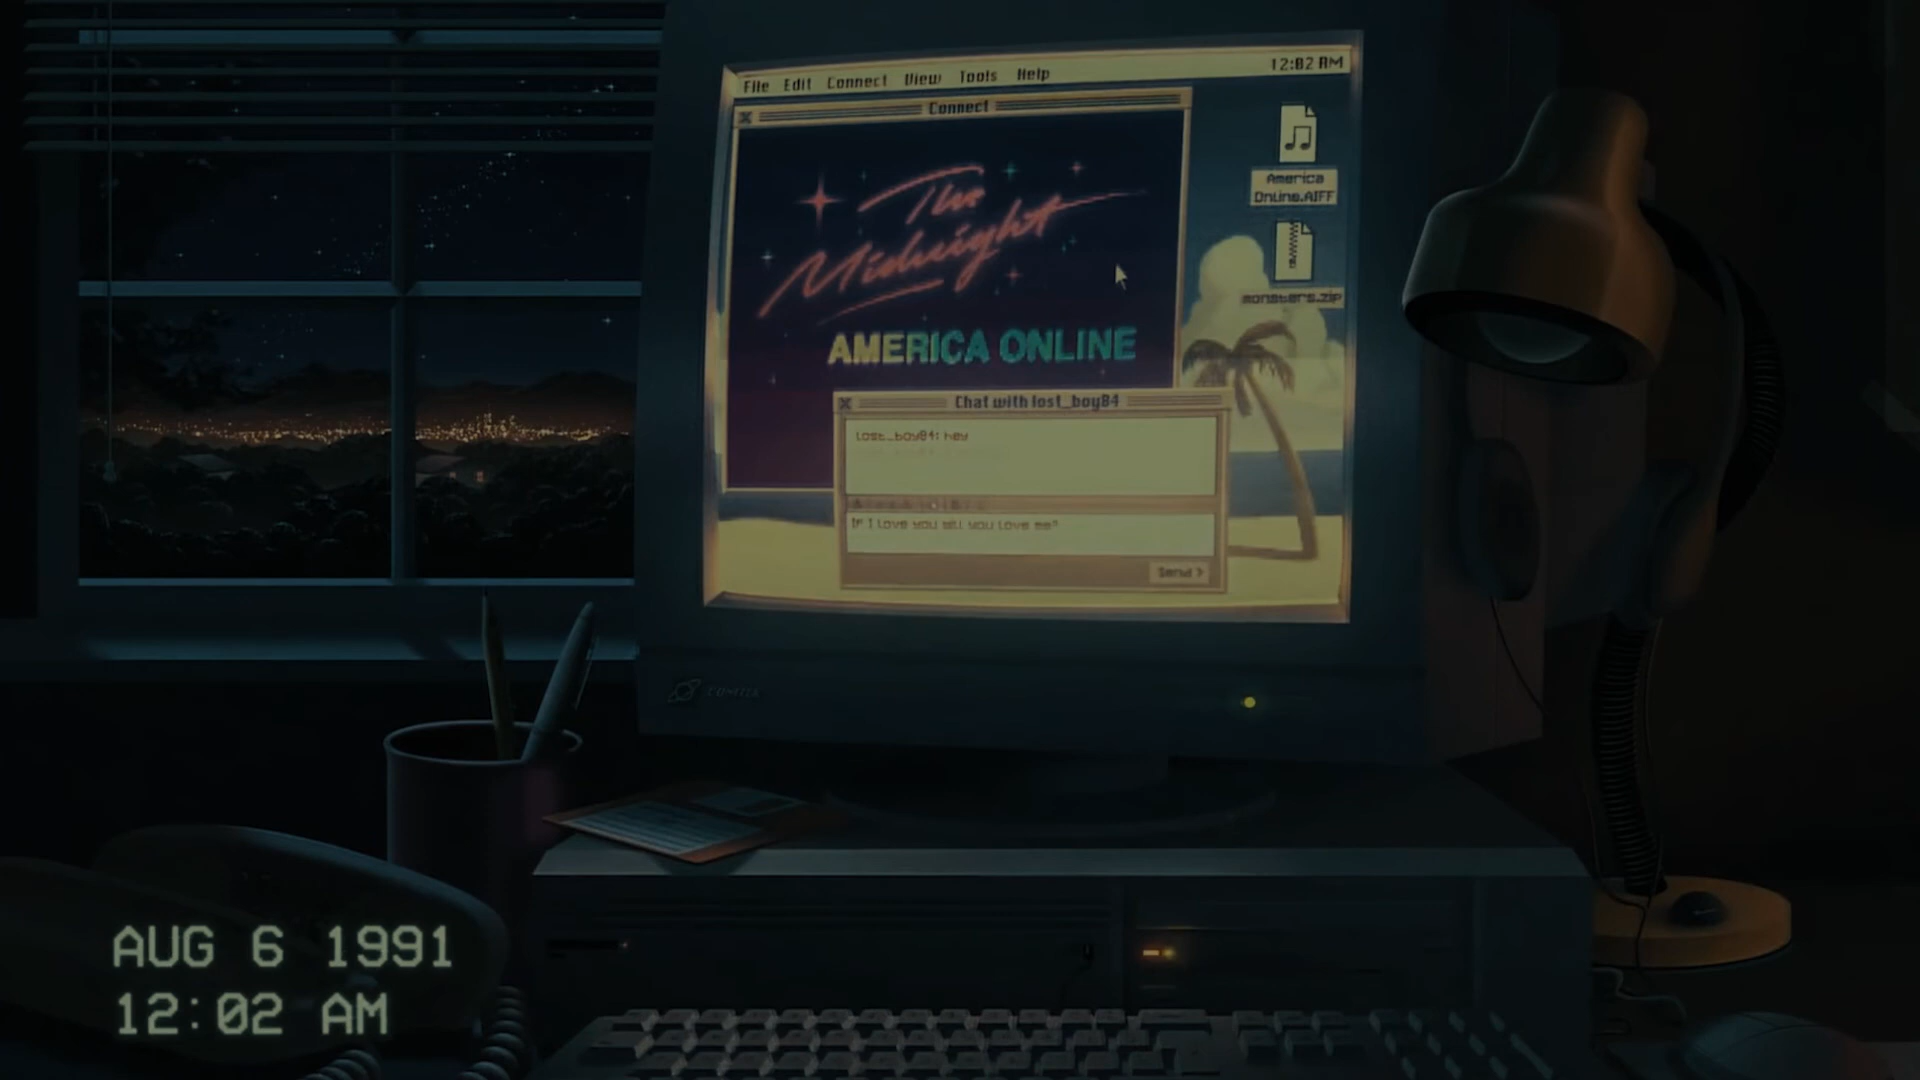 File Edit Connect View Tools Help
12:02 AM
Connect
The
Midnight
AMERICA ONLINE
America
Online.AIFF
monsters.zip
Chat with lost_boy84
lost_boy84: hey
If I love you will you love me?
Send >
AUG 6 1991
12:02 AM